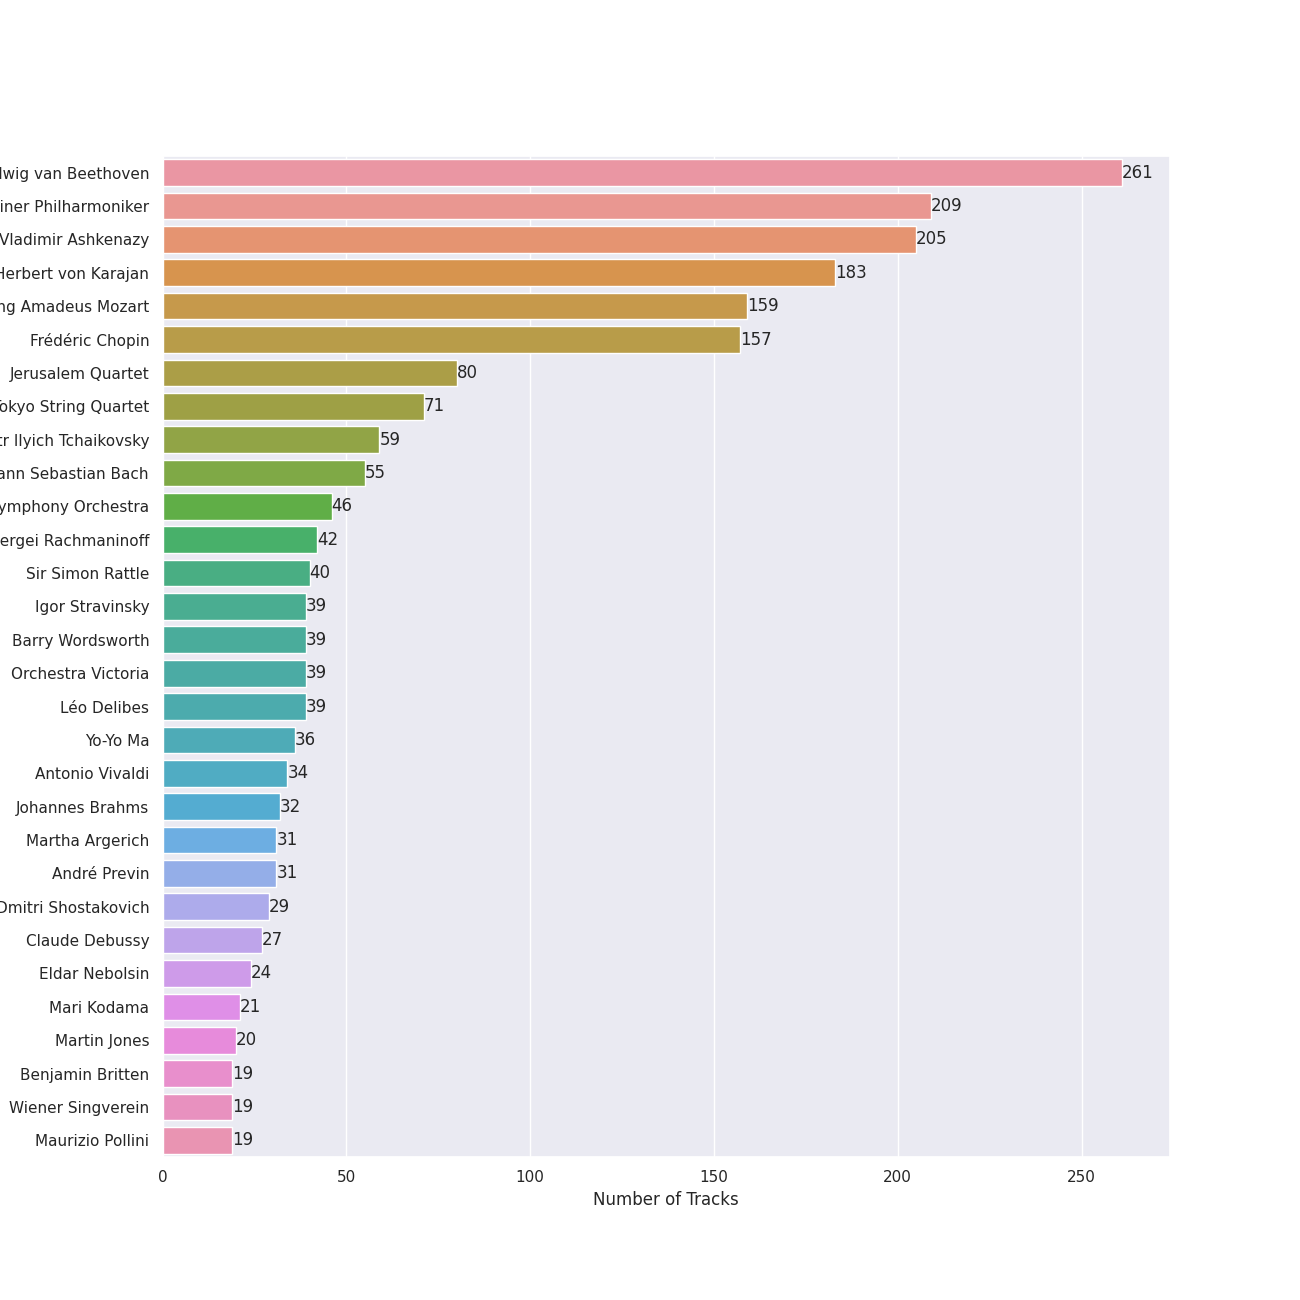 lwig van Beethoven 261
iner Philharmoniker 209
Vladimir Ashkenazy 205
Herbert von Karajan 183
ng Amadeus Mozart 159
Frédéric Chopin 157
Jerusalem Quartet 80
Tokyo String Quartet 71
tr Ilyich Tchaikovsky 59
ann Sebastian Bach 55
ymphony Orchestra 46
ergei Rachmaninoff 42
Sir Simon Rattle 40
Igor Stravinsky 39
Barry Wordsworth 39
Orchestra Victoria 39
Léo Delibes 39
Yo-Yo Ma 36
Antonio Vivaldi 34
Johannes Brahms 32
Martha Argerich 31
André Previn 31
Dmitri Shostakovich 29
Claude Debussy 27
Eldar Nebolsin 24
Mari Kodama 21
Martin Jones 20
Benjamin Britten 19
Wiener Singverein 19
Maurizio Pollini 19
0 50 100 150 200 250
Number of Tracks